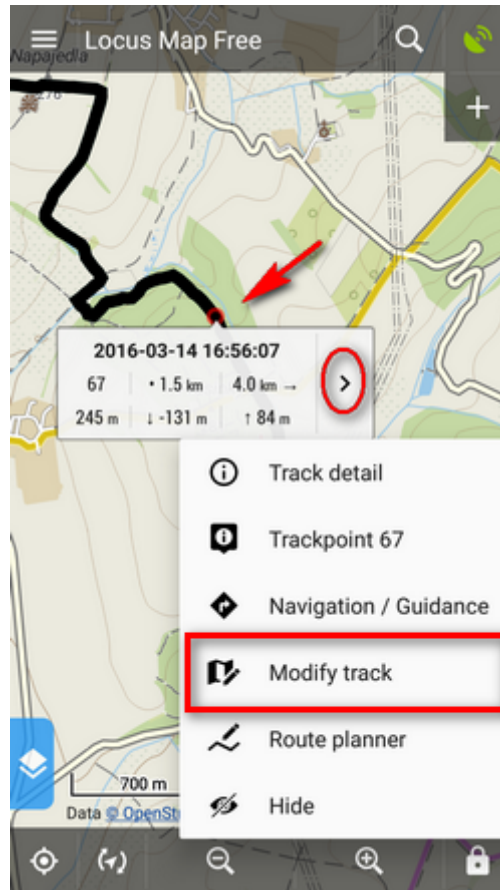 Locus Map Free
Napajedla
276
2016-03-14 16:56:07
67 • 1.5 km 4.0 km →
245 m ↓ -131 m ↑ 84 m
Track detail
Trackpoint 67
Navigation / Guidance
Modify track
Route planner
Hide
700 m
Data © OpenSt